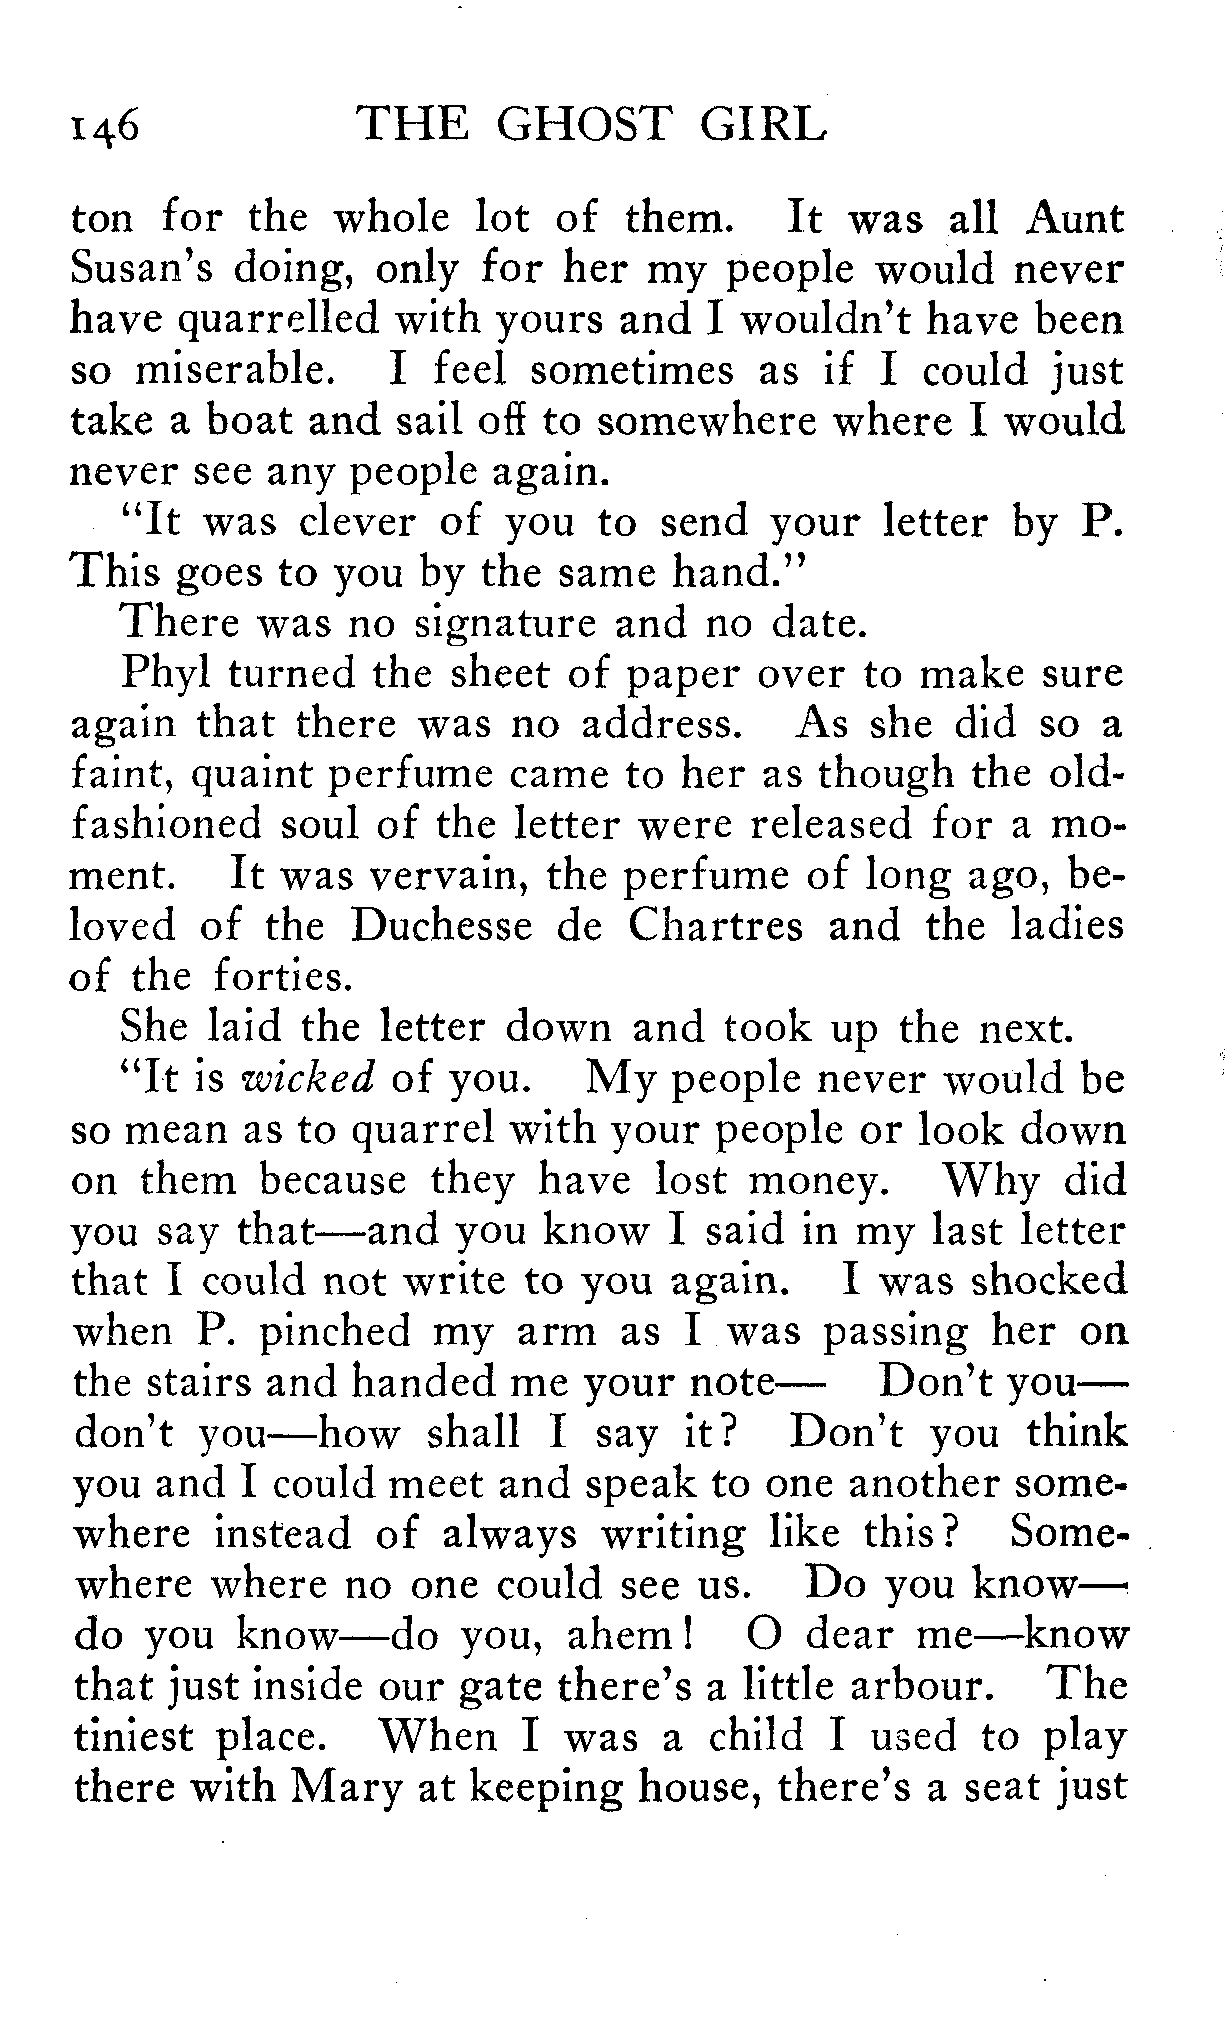 146 THE GHOST GIRL
ton for the whole lot of them. It was all Aunt
Susan's doing, only for her my people would never
have quarrelled with yours and I wouldn't have been
so miserable. I feel sometimes as if I could just
take a boat and sail off to somewhere where I would
never see any people again.
"It was clever of you to send your letter by P.
This goes to you by the same hand."
There was no signature and no date.
Phyl turned the sheet of paper over to make sure
again that there was no address. As she did so a
faint, quaint perfume came to her as though the old-
fashioned soul of the letter were released for a mo-
ment. It was vervain, the perfume of long ago, be-
loved of the Duchesse de Chartres and the ladies
of the forties.
She laid the letter down and took up the next.
"It is wicked of you. My people never would be
so mean as to quarrel with your people or look down
on them because they have lost money. Why did
you say that—and you know I said in my last letter
that I could not write to you again. I was shocked
when P. pinched my arm as I was passing her on
the stairs and handed me your note— Don't you—
don't you—how shall I say it? Don't you think
you and I could meet and speak to one another some-
where instead of always writing like this? Some-
where where no one could see us. Do you know—
do you know—do you, ahem! O dear me—know
that just inside our gate there's a little arbour. The
tiniest place. When I was a child I used to play
there with Mary at keeping house, there's a seat just